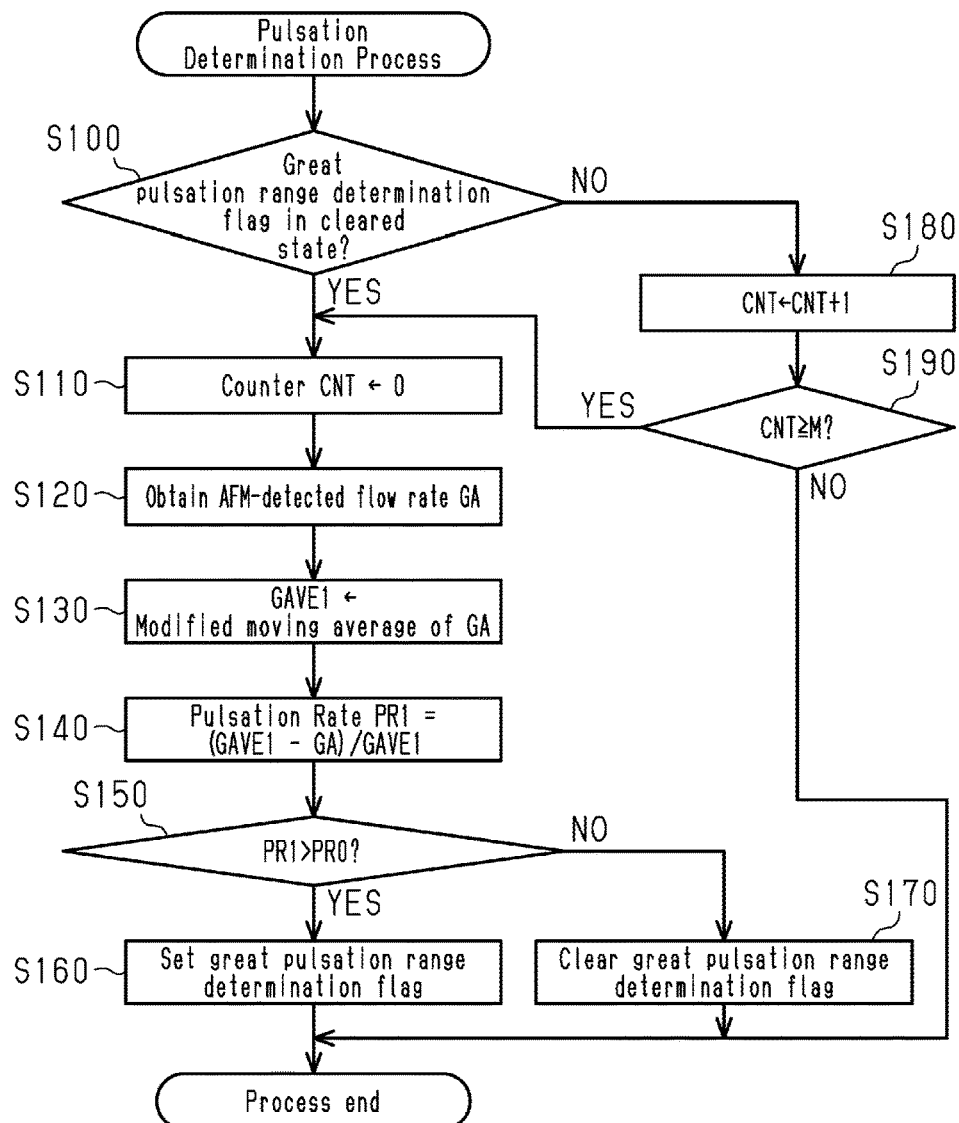 Pulsation
Determination Process
S100
Great
pulsation range determination
flag in cleared
state?
NO
YES
S180
CNT←CNT+1
S190
CNT≧M?
YES
NO
S110
Counter CNT ← 0
S120
Obtain AFM-detected flow rate GA
S130
GAVE1 ←
Modified moving average of GA
S140
Pulsation Rate PR1 =
(GAVE1 - GA)/GAVE1
S150
PR1>PR0?
NO
YES
S160
Set great pulsation range
determination flag
S170
Clear great pulsation range
determination flag
Process end